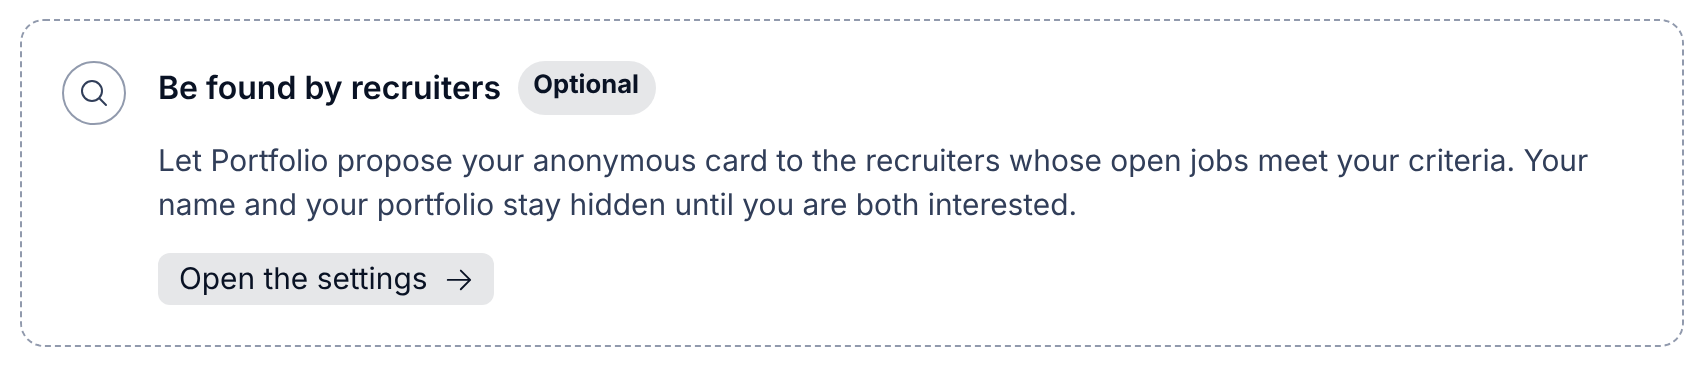 Be found by recruiters Optional
Let Portfolio propose your anonymous card to the recruiters whose open jobs meet your criteria. Your
name and your portfolio stay hidden until you are both interested.
Open the settings →